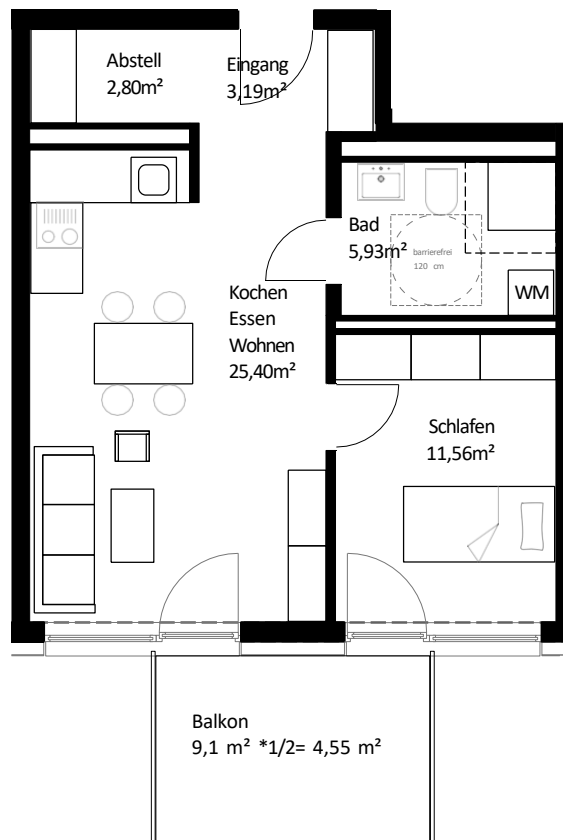 Abstell
2,80m²
Eingang
3,19m²
Bad
5,93m²
barrierefrei
120 cm
WM
Kochen
Essen
Wohnen
25,40m²
Schlafen
11,56m²
Balkon
9,1 m² *1/2= 4,55 m²